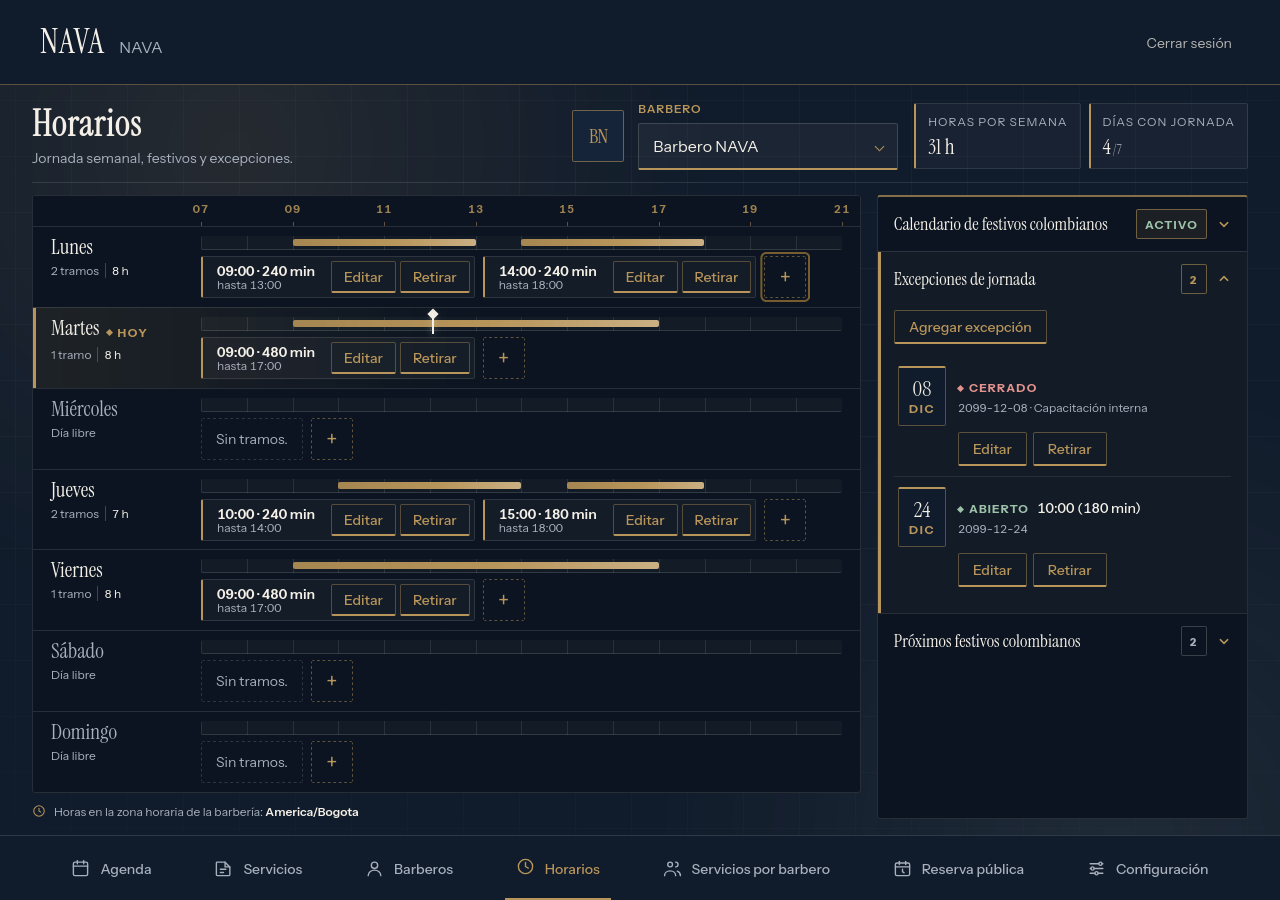 NAVA NAVA
Cerrar sesión
Horarios
Jornada semanal, festivos y excepciones.
BN
BARBERO
Barbero NAVA
HORAS POR SEMANA
31 h
DÍAS CON JORNADA
4/7
07 09 11 13 15 17 19 21
Lunes
2 tramos 8 h
09:00·240 min
hasta 13:00
Editar Retirar
14:00·240 min
hasta 18:00
Editar Retirar
+
Martes HOY
1 tramo 8 h
09:00·480 min
hasta 17:00
Editar Retirar
+
Miércoles
Día libre
Sin tramos.
+
Jueves
2 tramos 7 h
10:00·240 min
hasta 14:00
Editar Retirar
15:00·180 min
hasta 18:00
Editar Retirar
+
Viernes
1 tramo 8 h
09:00·480 min
hasta 17:00
Editar Retirar
+
Sábado
Día libre
Sin tramos.
+
Domingo
Día libre
Sin tramos.
+
Horas en la zona horaria de la barbería: America/Bogota
Calendario de festivos colombianos ACTIVO
Excepciones de jornada 2
Agregar excepción
08 DIC
CERRADO
2099-12-08·Capacitación interna
Editar Retirar
24 DIC
ABIERTO 10:00 (180 min)
2099-12-24
Editar Retirar
Próximos festivos colombianos 2
Agenda Servicios Barberos Horarios Servicios por barbero Reserva pública Configuración